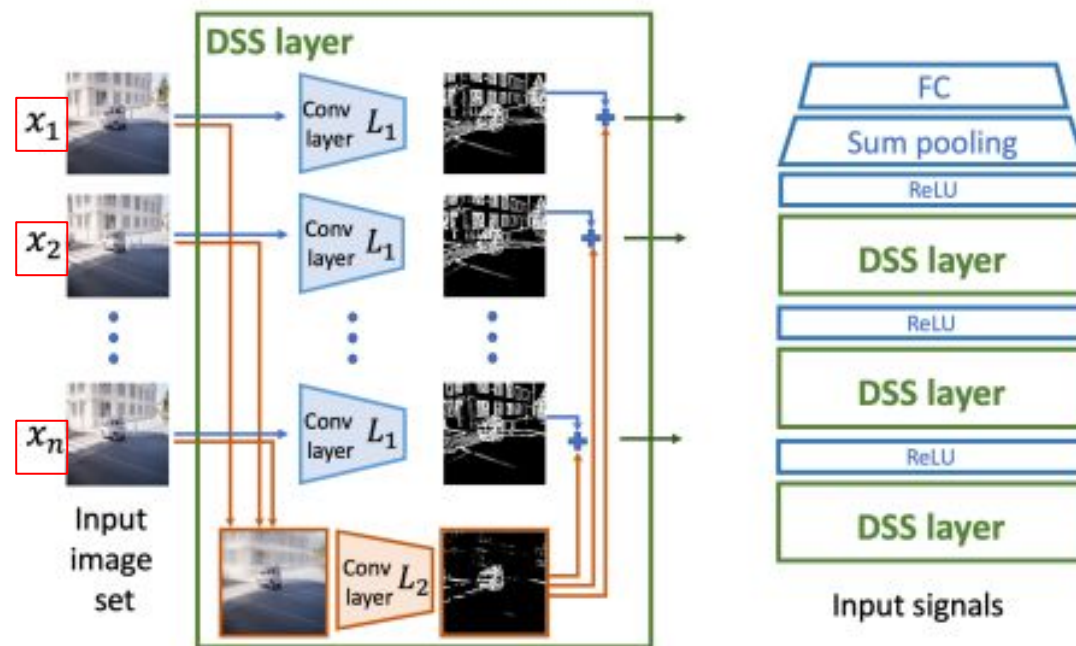 DSS layer
x₁
Conv
layer L₁
x₂
Conv
layer L₁
xₙ
Conv
layer L₁
Input
image
set
Conv
layer L₂
FC
Sum pooling
ReLU
DSS layer
ReLU
DSS layer
ReLU
DSS layer
Input signals